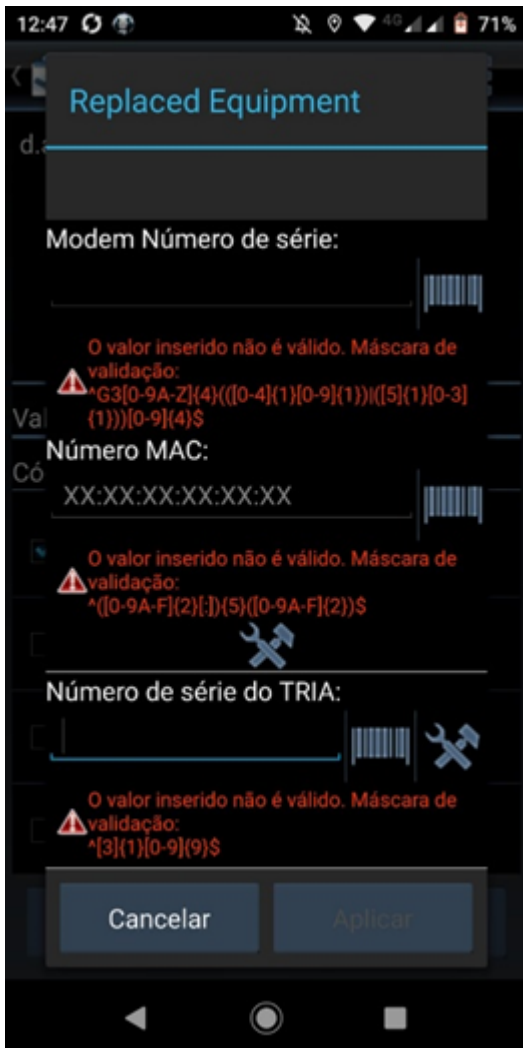 12:47 4G 71%
Replaced Equipment
d.a
Modem Número de série:
O valor inserido não é válido. Máscara de
validação:
^G3[0-9A-Z]{4}(([0-4]{1}[0-9]{1})|([5]{1}[0-3]
{1}))[0-9]{4}$
Val
Número MAC:
Có
XX:XX:XX:XX:XX:XX
O valor inserido não é válido. Máscara de
validação:
^([0-9A-F]{2}[:]){5}([0-9A-F]{2})$
Número de série do TRIA:
O valor inserido não é válido. Máscara de
validação:
^[3]{1}[0-9]{9}$
Cancelar
Aplicar